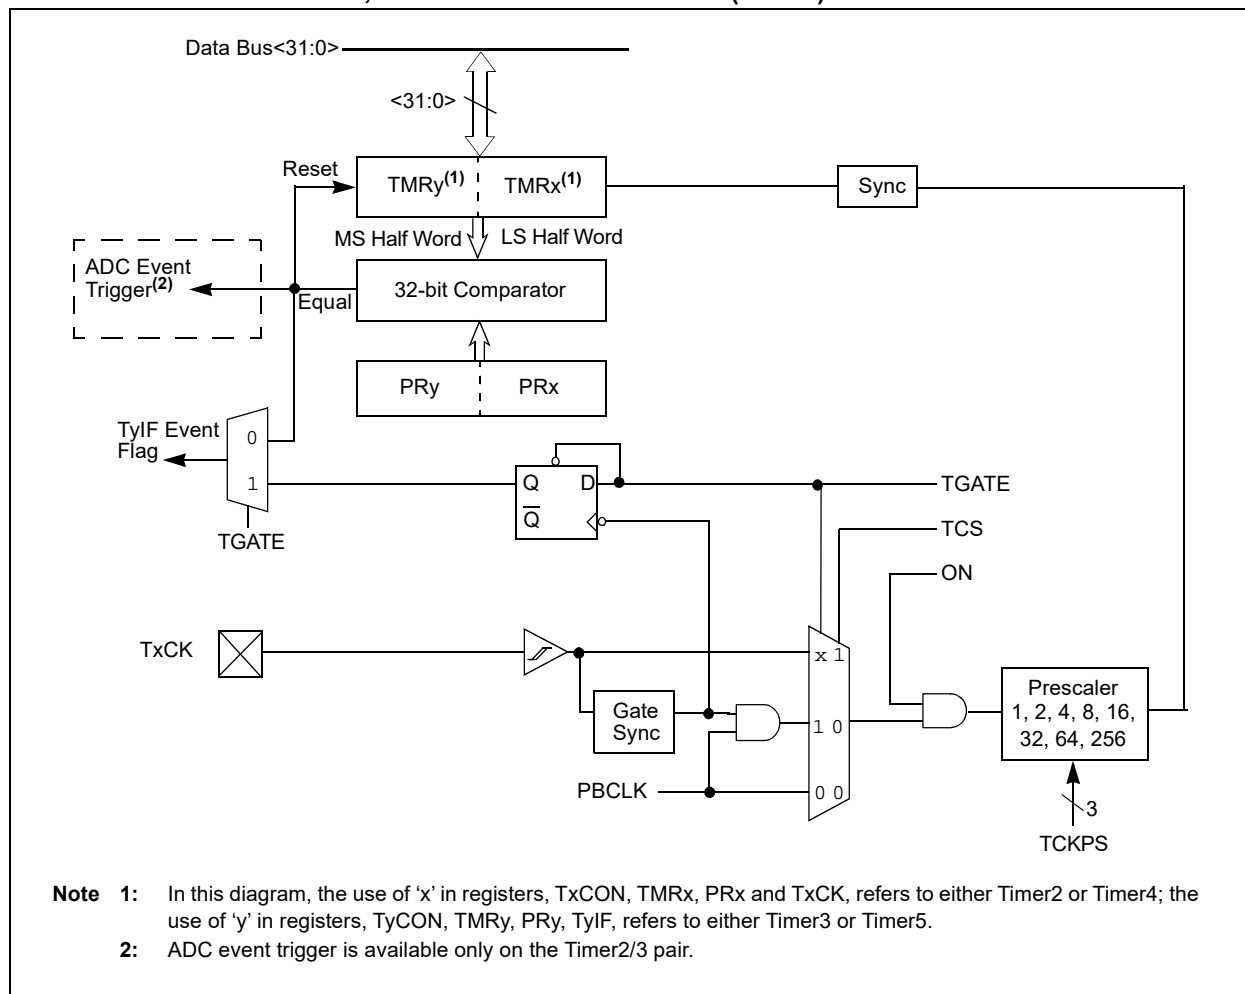 Data Bus<31:0>
<31:0>
Reset
TMRy(1)
TMRx(1)
Sync
MS Half Word
LS Half Word
ADC Event
Trigger(2)
Equal
32-bit Comparator
PRy
PRx
TyIF Event
Flag
0
1
TGATE
Q
D
Q
TGATE
TCS
ON
TxCK
x 1
Gate
Sync
1 0
Prescaler
1, 2, 4, 8, 16,
32, 64, 256
PBCLK
0 0
3
TCKPS
Note 1: In this diagram, the use of ‘x’ in registers, TxCON, TMRx, PRx and TxCK, refers to either Timer2 or Timer4; the
use of ‘y’ in registers, TyCON, TMRy, PRy, TyIF, refers to either Timer3 or Timer5.
2: ADC event trigger is available only on the Timer2/3 pair.